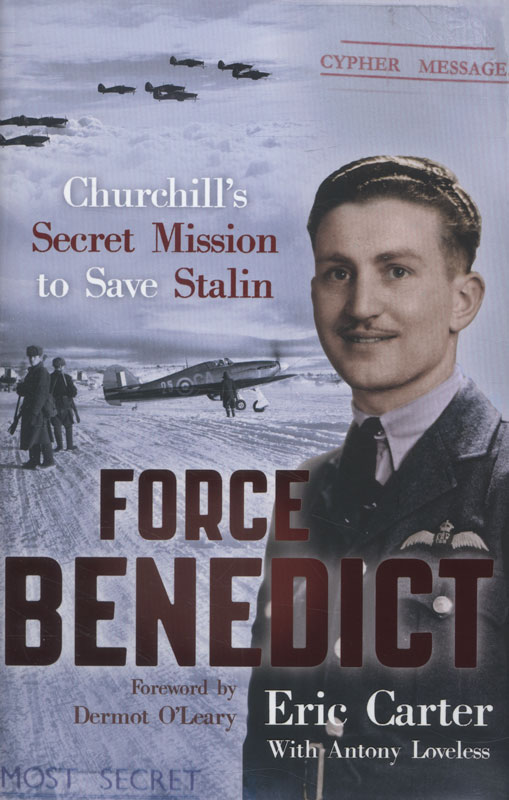 CYPHER MESSAGE
Churchill's
Secret Mission
to Save Stalin
FORCE
BENEDICT
Foreword by
Dermot O'Leary
Eric Carter
With Antony Loveless
MOST SECRET